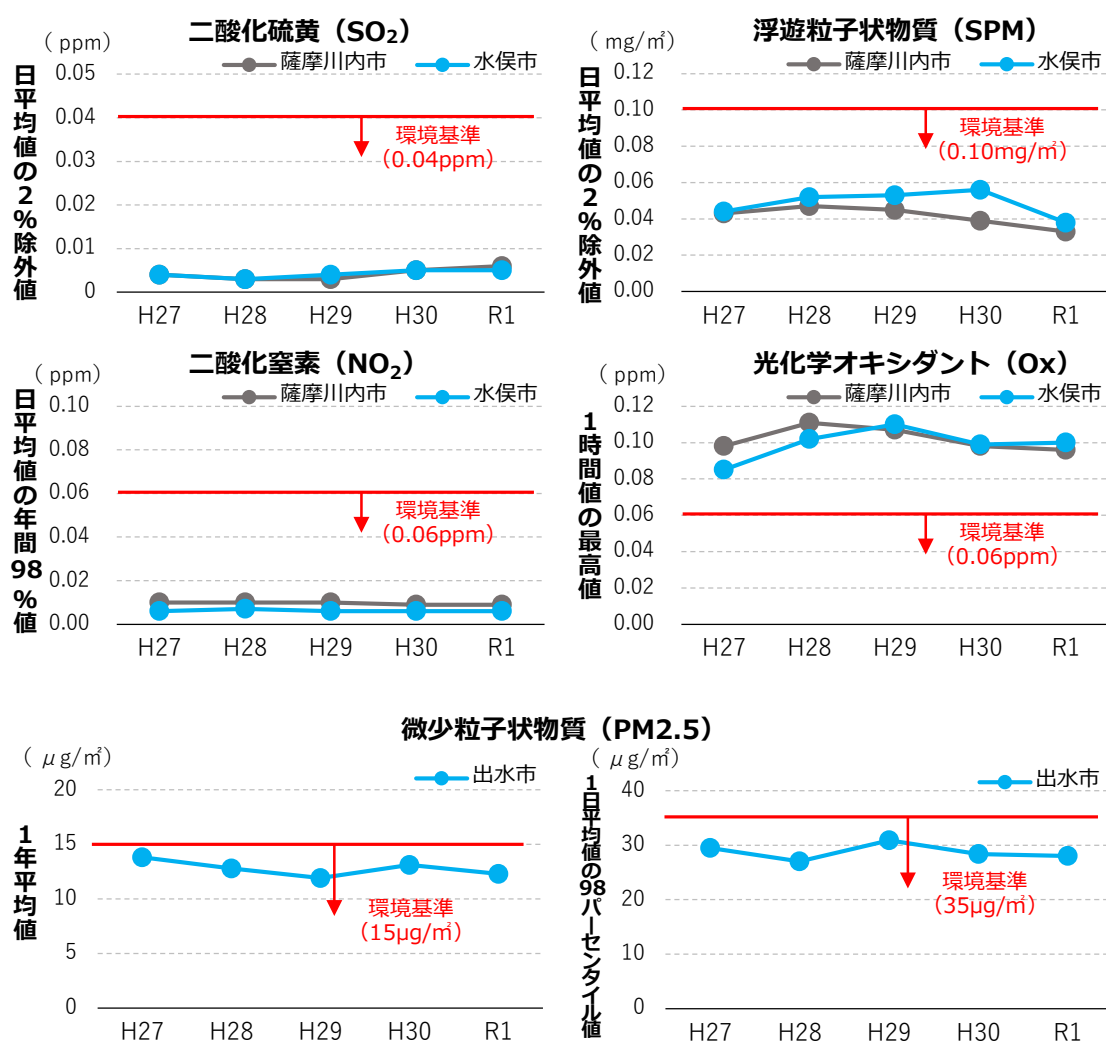 二酸化硫黄（SO₂）
（ppm）
薩摩川内市
水俣市
日平均値の2％除外値
0.05
0.04
0.03
0.02
0.01
0
環境基準
（0.04ppm）
H27
H28
H29
H30
R1
浮遊粒子状物質（SPM）
（mg/㎥）
薩摩川内市
水俣市
日平均値の2％除外値
0.12
0.10
0.08
0.06
0.04
0.02
0.00
環境基準
（0.10mg/㎥）
H27
H28
H29
H30
R1
二酸化窒素（NO₂）
（ppm）
薩摩川内市
水俣市
日平均値の年間98％値
0.10
0.08
0.06
0.04
0.02
0.00
環境基準
（0.06ppm）
H27
H28
H29
H30
R1
光化学オキシダント（Ox）
（ppm）
薩摩川内市
水俣市
1時間値の最高値
0.12
0.10
0.08
0.06
0.04
0.02
0.00
環境基準
（0.06ppm）
H27
H28
H29
H30
R1
微少粒子状物質（PM2.5）
（μg/㎥）
出水市
1年平均値
20
15
10
5
0
環境基準
（15μg/㎥）
H27
H28
H29
H30
R1
（μg/㎥）
出水市
1日平均値の98パーセンタイル値
40
30
20
10
0
環境基準
（35μg/㎥）
H27
H28
H29
H30
R1